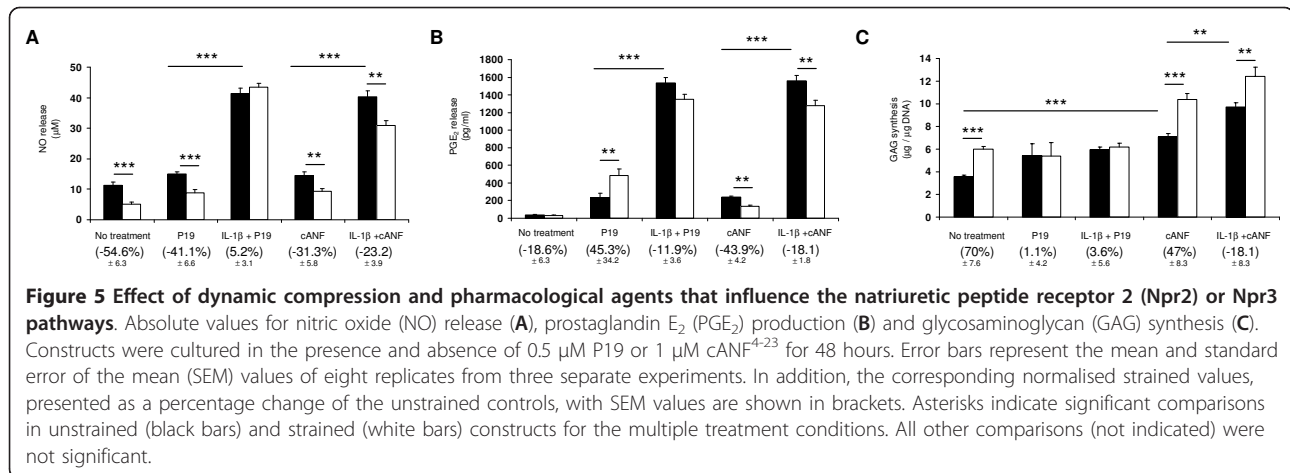 A
***
***
**
***
***
**
NO release
(µM)
50
40
30
20
10
0
No treatment P19 IL-1β + P19 cANF IL-1β +cANF
(-54.6%) (-41.1%) (5.2%) (-31.3%) (-23.2)
± 6.3 ± 6.6 ± 3.1 ± 5.8 ± 3.9
B
***
***
**
**
**
PGE2 release
(pg/ml)
1800
1600
1400
1200
1000
800
600
400
200
0
No treatment P19 IL-1β + P19 cANF IL-1β +cANF
(-18.6%) (45.3%) (-11.9%) (-43.9%) (-18.1)
± 6.3 ± 34.2 ± 3.6 ± 4.2 ± 1.8
C
**
**
***
***
***
GAG synthesis
(µg / µg DNA)
14
12
10
8
6
4
2
0
No treatment P19 IL-1β + P19 cANF IL-1β +cANF
(70%) (1.1%) (3.6%) (47%) (-18.1)
± 7.6 ± 4.2 ± 5.6 ± 8.3 ± 8.3
Figure 5 Effect of dynamic compression and pharmacological agents that influence the natriuretic peptide receptor 2 (Npr2) or Npr3
pathways. Absolute values for nitric oxide (NO) release (A), prostaglandin E2 (PGE2) production (B) and glycosaminoglycan (GAG) synthesis (C).
Constructs were cultured in the presence and absence of 0.5 µM P19 or 1 µM cANF4-23 for 48 hours. Error bars represent the mean and standard
error of the mean (SEM) values of eight replicates from three separate experiments. In addition, the corresponding normalised strained values,
presented as a percentage change of the unstrained controls, with SEM values are shown in brackets. Asterisks indicate significant comparisons
in unstrained (black bars) and strained (white bars) constructs for the multiple treatment conditions. All other comparisons (not indicated) were
not significant.